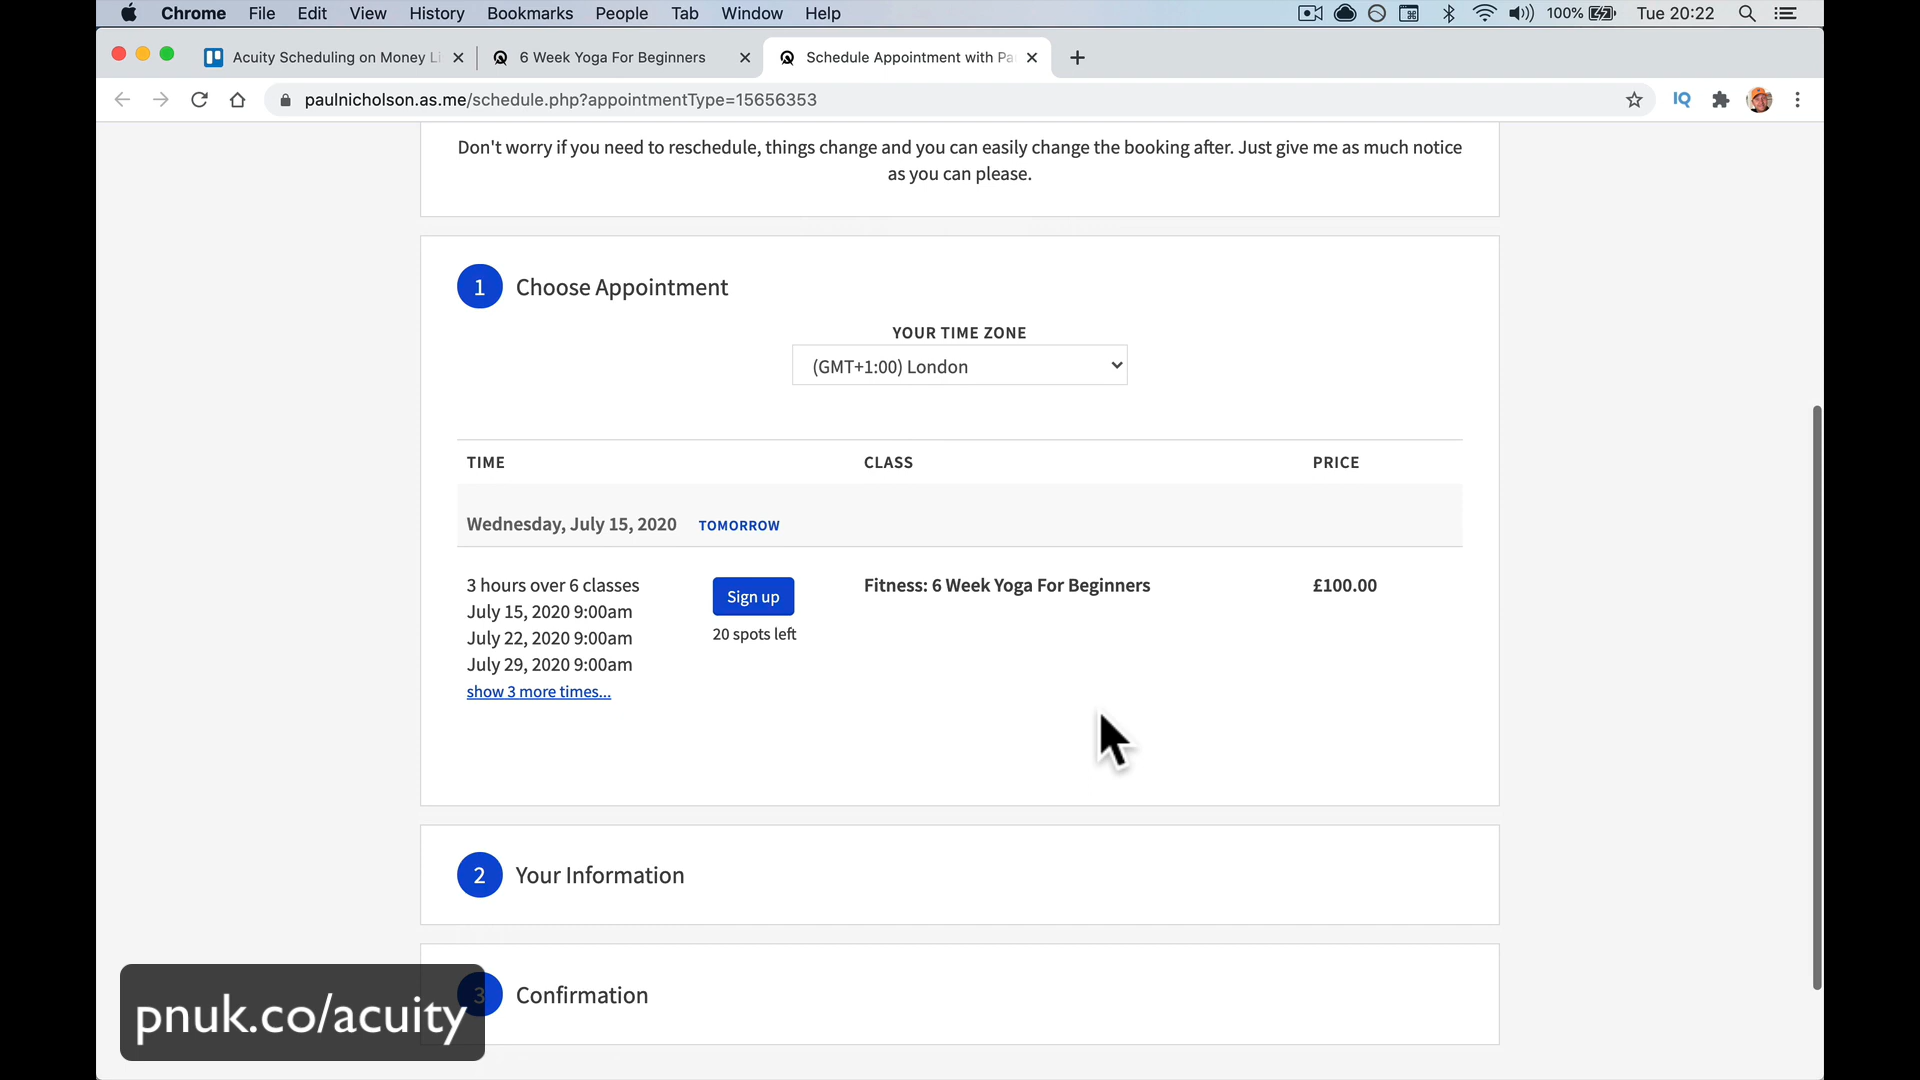 Chrome File Edit View History Bookmarks People Tab Window Help 100% Tue 20:22
Acuity Scheduling on Money Li 6 Week Yoga For Beginners Schedule Appointment with Pa
paulnicholson.as.me/schedule.php?appointmentType=15656353 IQ
Don't worry if you need to reschedule, things change and you can easily change the booking after. Just give me as much notice
as you can please.
1 Choose Appointment
YOUR TIME ZONE
(GMT+1:00) London
TIME CLASS PRICE
Wednesday, July 15, 2020 TOMORROW
3 hours over 6 classes Sign up Fitness: 6 Week Yoga For Beginners £100.00
July 15, 2020 9:00am
July 22, 2020 9:00am 20 spots left
July 29, 2020 9:00am
show 3 more times...
2 Your Information
3 Confirmation
pnuk.co/acuity